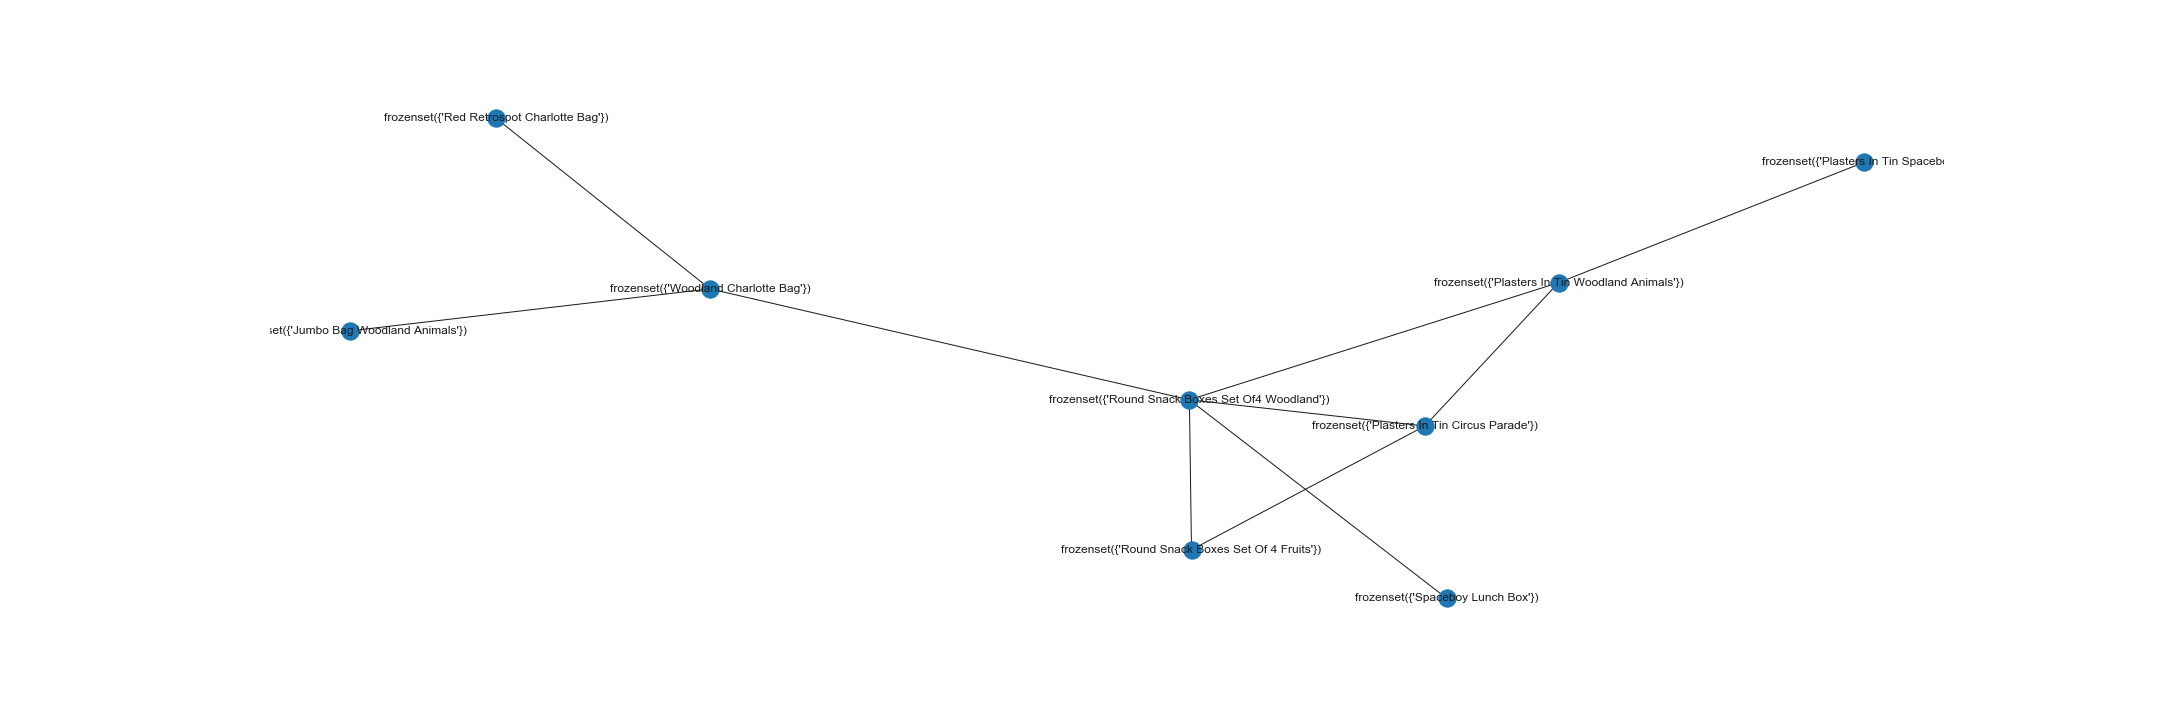 frozenset({'Red Retrospot Charlotte Bag'})
frozenset({'Plasters In Tin
frozenset({'Plasters In Tin Woodland Animals'})
frozenset({'Woodland Charlotte Bag'})
set({'Jumbo Bag Woodland Animals'})
frozenset({'Round Snack Boxes Set Of4 Woodland'})
frozenset({'Plasters In Tin Circus Parade'})
frozenset({'Round Snack Boxes Set Of 4 Fruits'})
frozenset({'Spaceboy Lunch Box'})